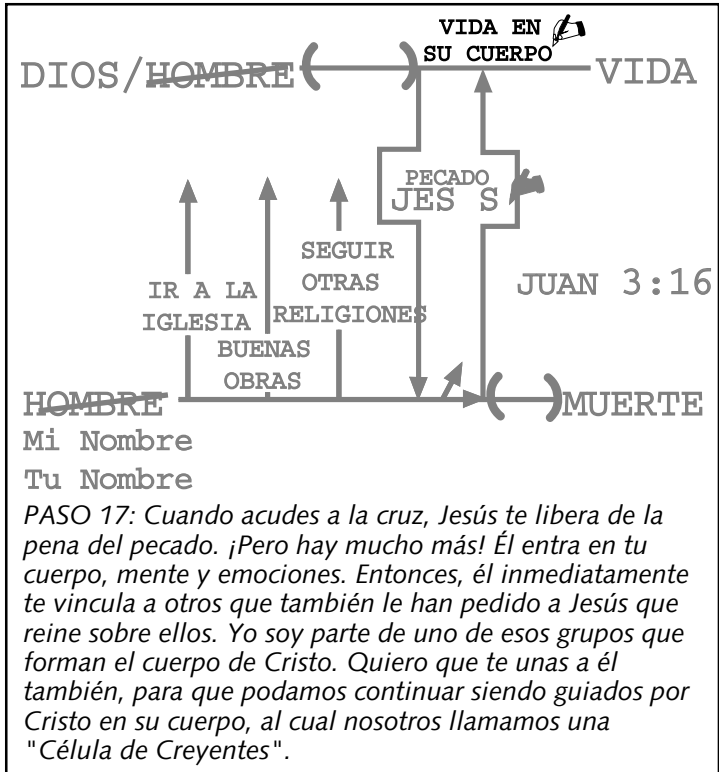 VIDA EN
SU CUERPO
DIOS/HOMBRE ( ) VIDA
PECADO
JES S
SEGUIR
OTRAS
RELIGIONES
IR A LA
IGLESIA
BUENAS
OBRAS
JUAN 3:16
HOMBRE ( ) MUERTE
Mi Nombre
Tu Nombre
PASO 17: Cuando acudes a la cruz, Jesús te libera de la
pena del pecado. ¡Pero hay mucho más! Él entra en tu
cuerpo, mente y emociones. Entonces, él inmediatamente
te vincula a otros que también le han pedido a Jesús que
reine sobre ellos. Yo soy parte de uno de esos grupos que
forman el cuerpo de Cristo. Quiero que te unas a él
también, para que podamos continuar siendo guiados por
Cristo en su cuerpo, al cual nosotros llamamos una
"Célula de Creyentes".